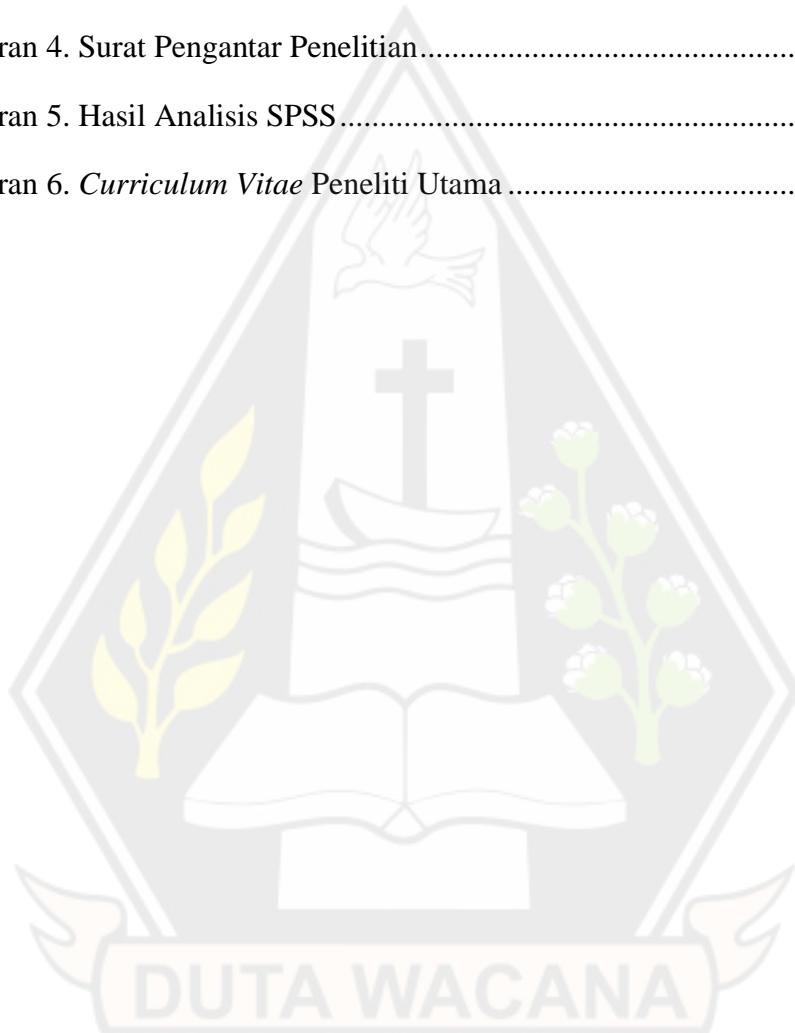 ran 4. Surat Pengantar Penelitian...............................................
ran 5. Hasil Analisis SPSS.........................................................
ran 6. Curriculum Vitae Peneliti Utama ....................................
DUTA WACANA